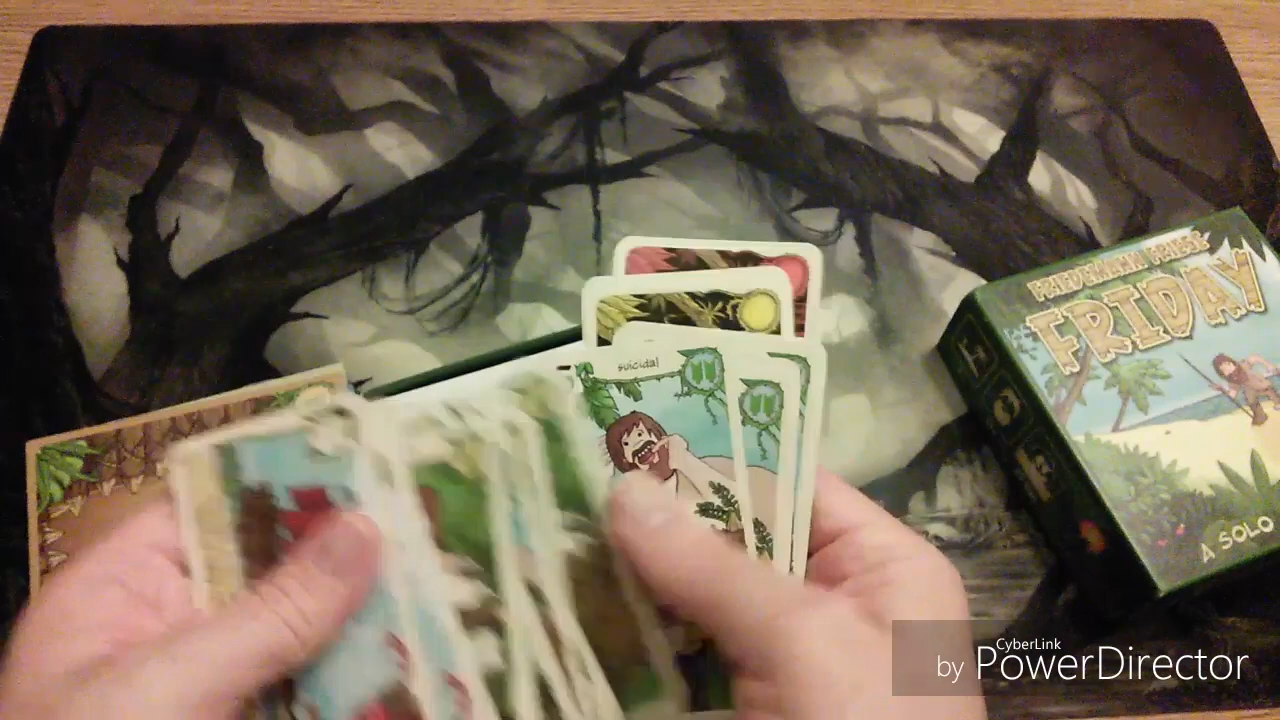 FRIEDEMANN FRIESE
FRIDAY
suicidal
A SOLO
CyberLink
by PowerDirector